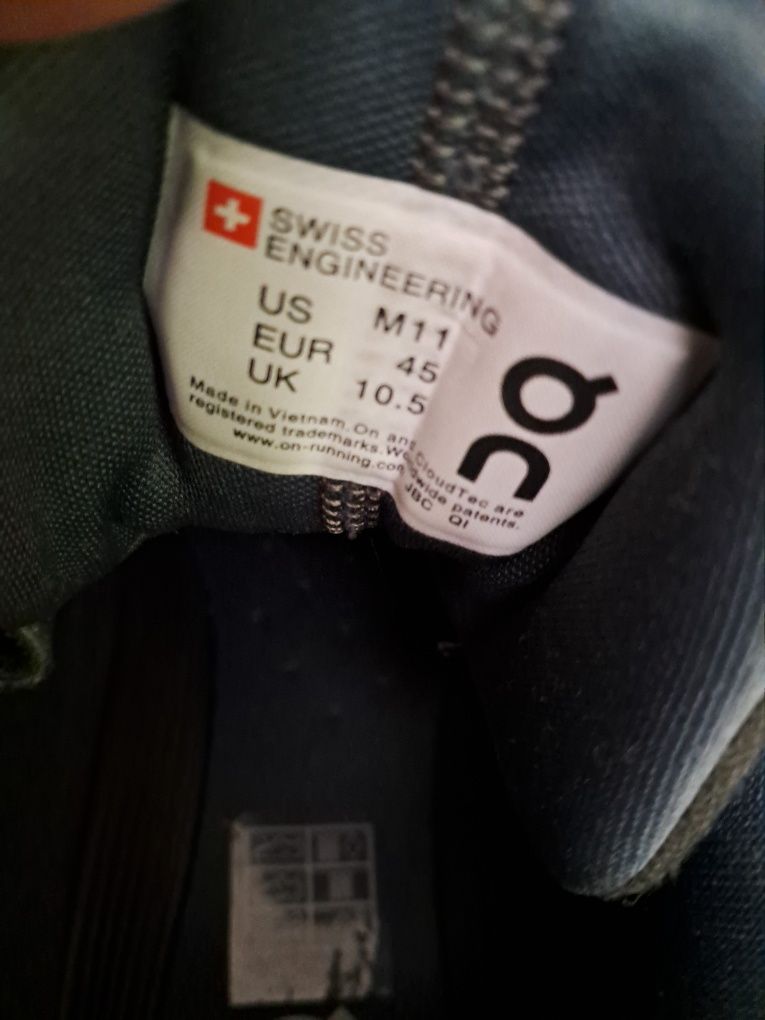 SWISS
ENGINEERING
US M11
EUR 45
UK 10.5
Made in Vietnam. On and CloudTec are
registered trademarks. Worldwide patents.
www.on-running.com JBC QI
On